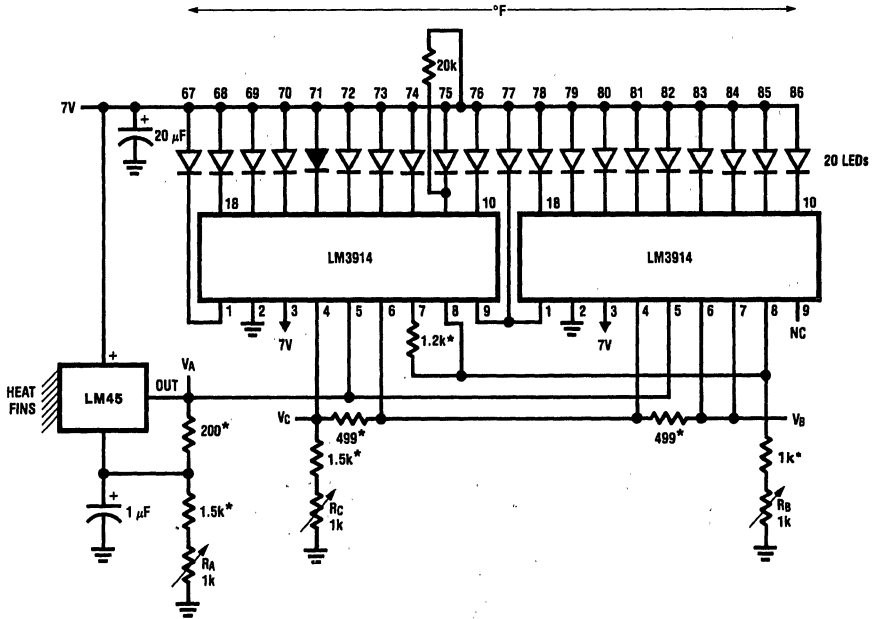 °F
20k
67 68 69 70 71 72 73 74 75 76 77 78 79 80 81 82 83 84 85 86
7V
+
20 μF
20 LEDs
18 10 18 10
LM3914 LM3914
1 2 3 4 5 6 7 8 9 1 2 3 4 5 6 7 8 9
7V 7V NC
1.2k*
+
VA
HEAT FINS
LM45 OUT
200*
VC 499* 499* VB
1.5k* 1k*
+
1 μF
1.5k*
RC 1k
RB 1k
RA 1k